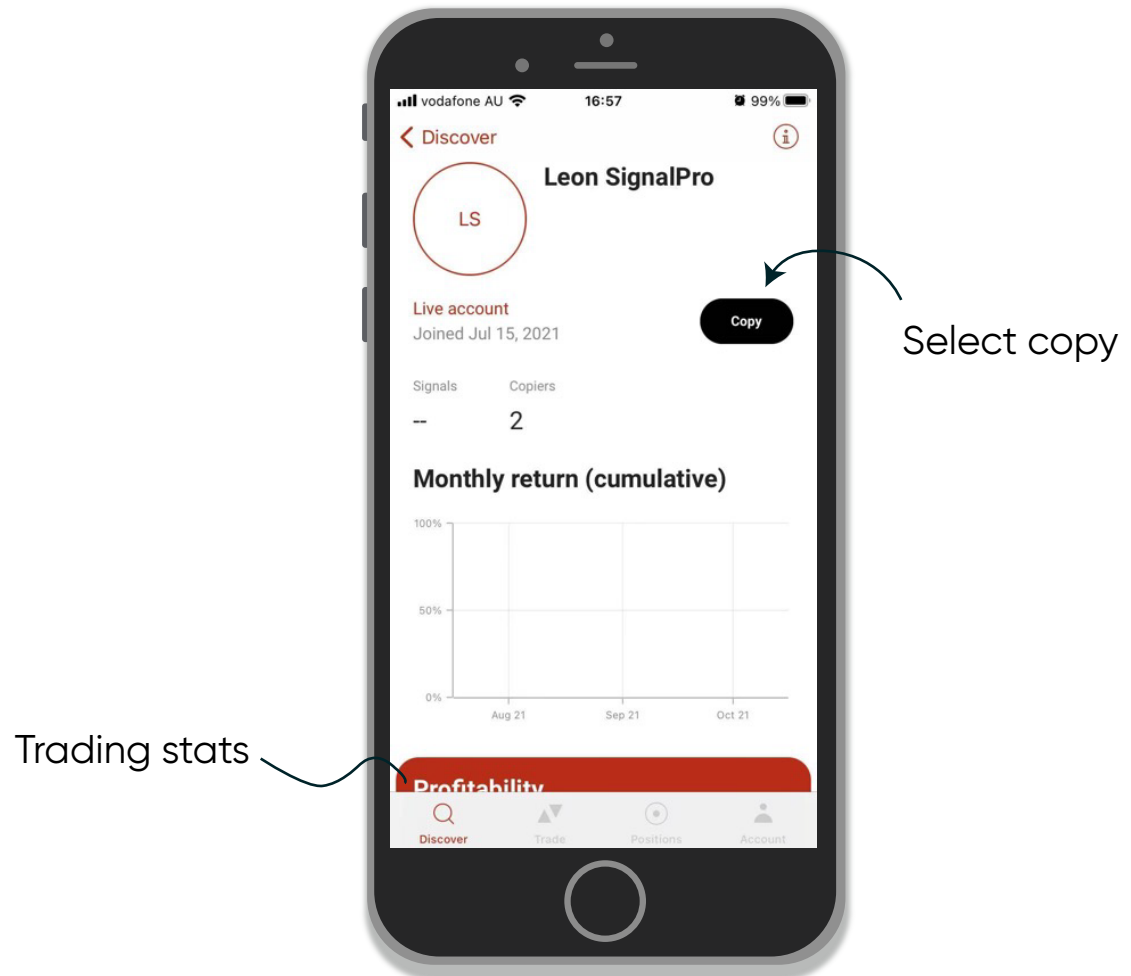 vodafone AU 16:57 99%
Discover
Leon SignalPro
LS
Live account
Joined Jul 15, 2021
Copy
Select copy
Signals Copiers
-- 2
Monthly return (cumulative)
100%
50%
0%
Aug 21 Sep 21 Oct 21
Trading stats
Profitability
Discover Trade Positions Account